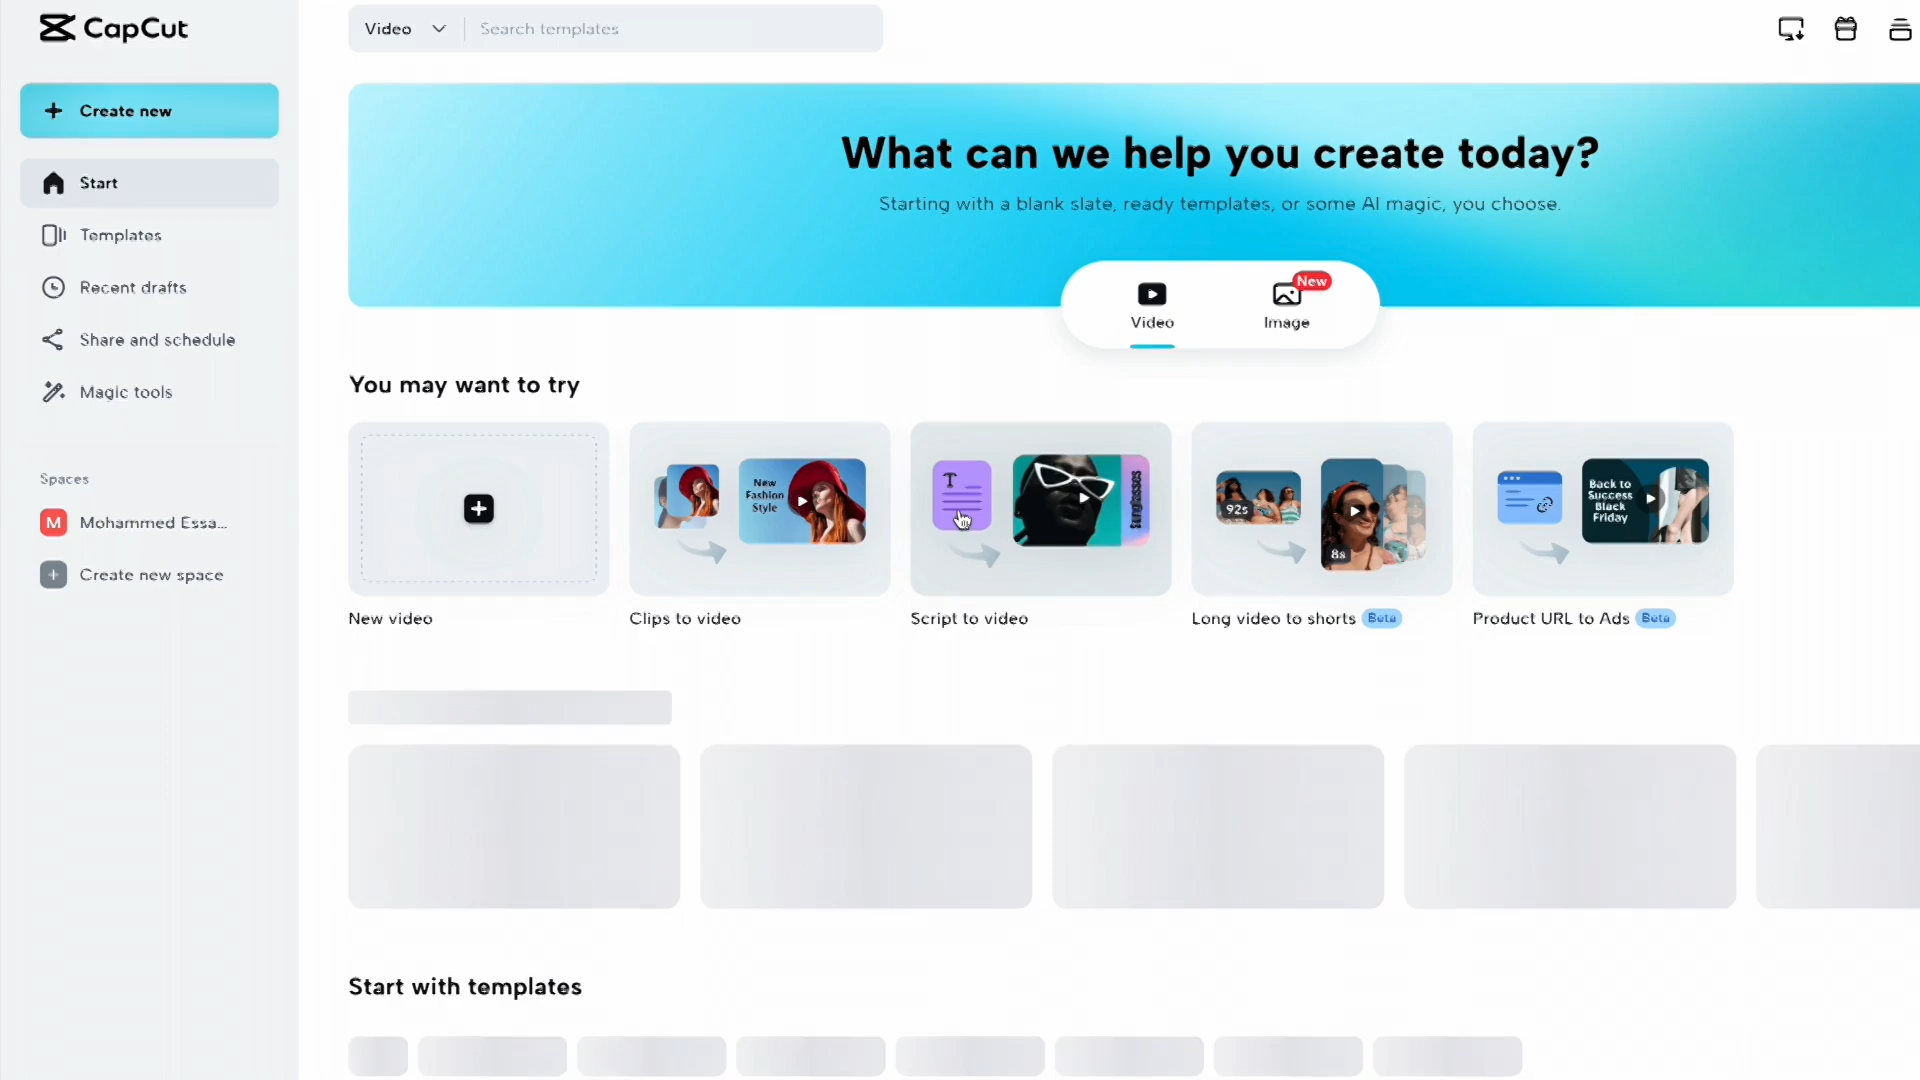 CapCut
Video
Search templates
Create new
Start
Templates
Recent drafts
Share and schedule
Magic tools
Spaces
M
Mohammed Essa...
Create new space
What can we help you create today?
Starting with a blank slate, ready templates, or some AI magic, you choose.
Video
New
Image
You may want to try
New
Fashion
Style
T
Sunglasses
92s
8s
Back to
Success
Black
Friday
New video
Clips to video
Script to video
Long video to shorts Beta
Product URL to Ads Beta
Start with templates